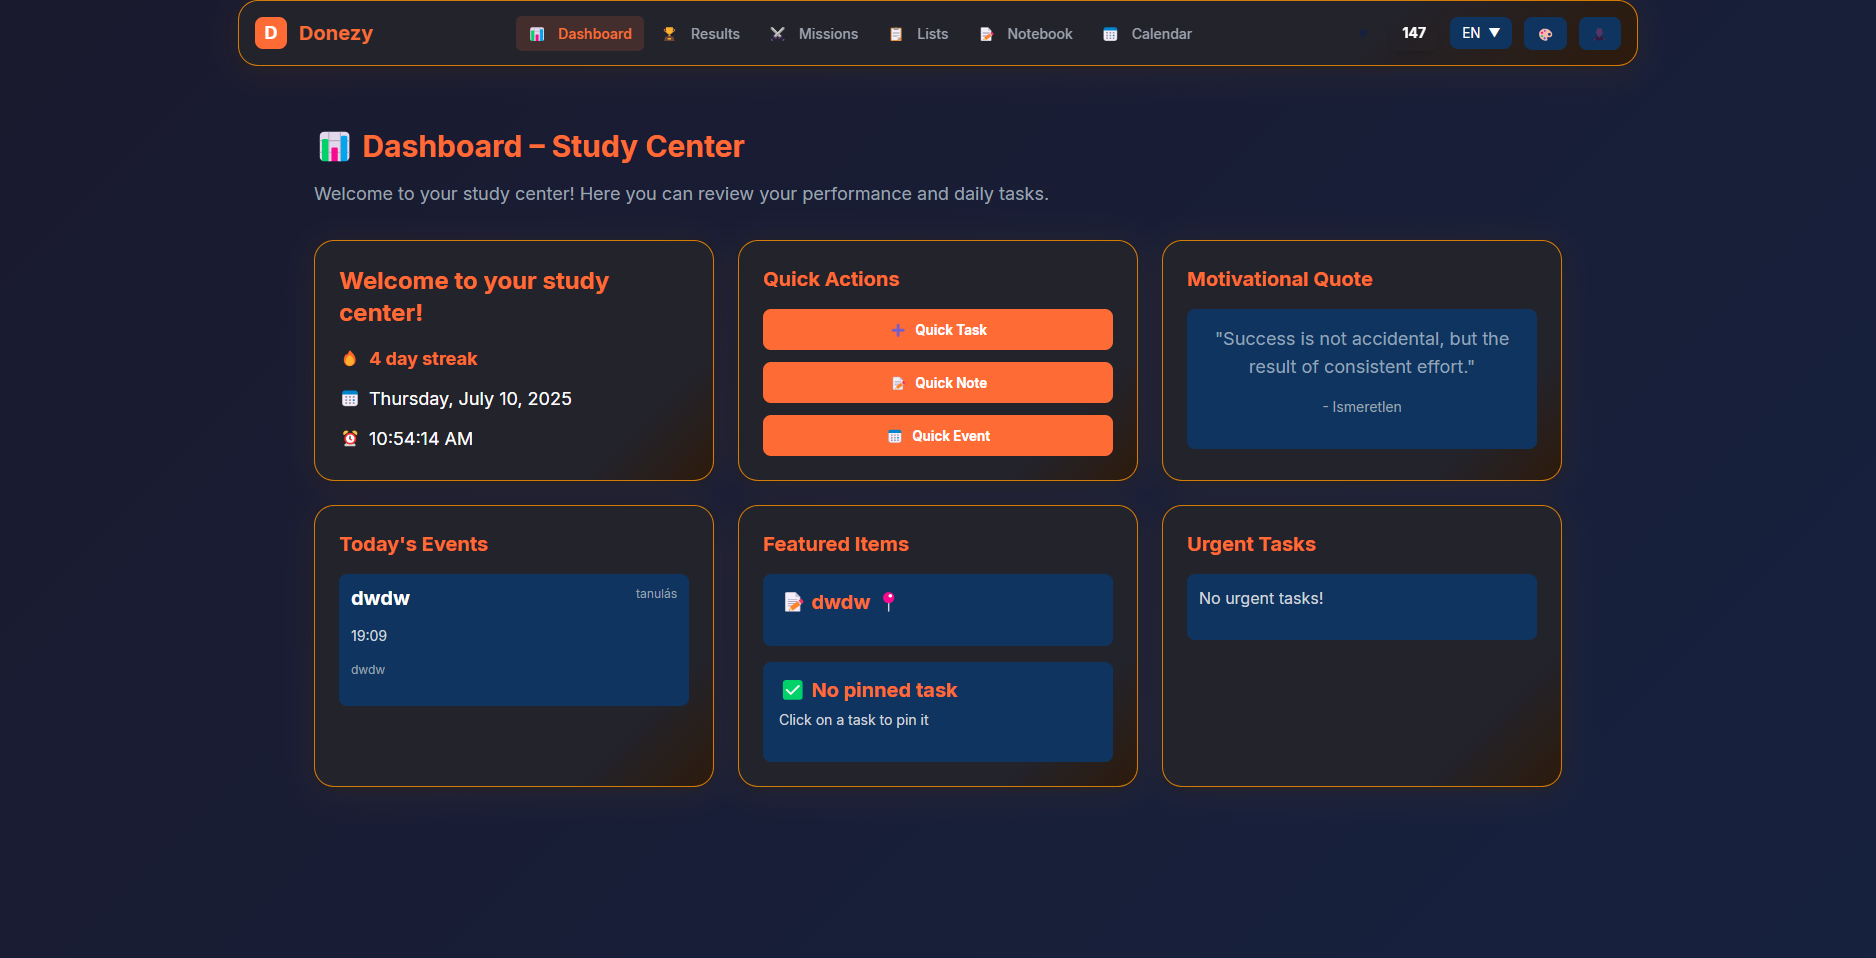 D Donezy
Dashboard
Results
Missions
Lists
Notebook
Calendar
147
EN ▼
Dashboard – Study Center
Welcome to your study center! Here you can review your performance and daily tasks.
Welcome to your study
center!
4 day streak
Thursday, July 10, 2025
10:54:14 AM
Quick Actions
Quick Task
Quick Note
Quick Event
Motivational Quote
"Success is not accidental, but the
result of consistent effort."
- Ismeretlen
Today's Events
dwdw
tanulás
19:09
dwdw
Featured Items
dwdw
No pinned task
Click on a task to pin it
Urgent Tasks
No urgent tasks!